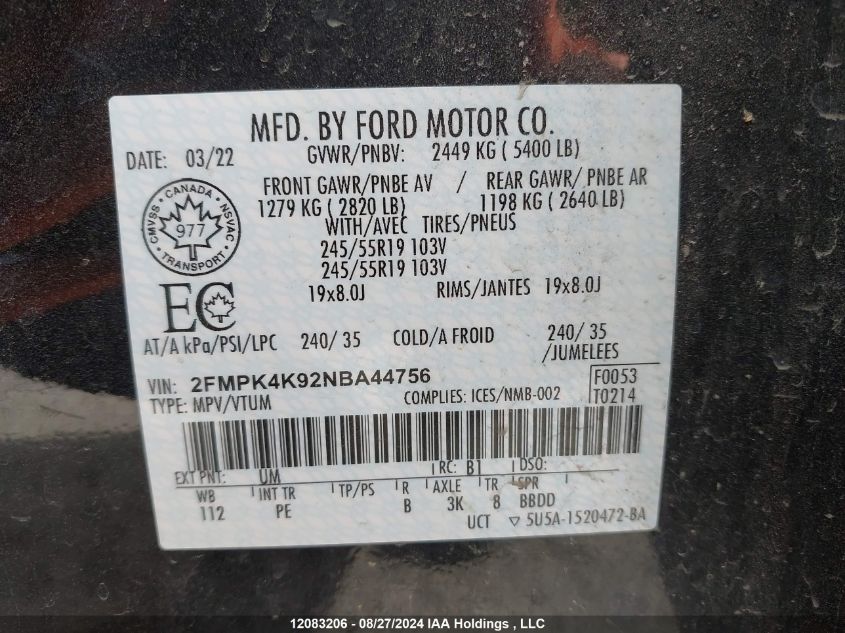 MFD. BY FORD MOTOR CO.
DATE: 03/22 GVWR/PNBV: 2449 KG ( 5400 LB)
FRONT GAWR/PNBE AV / REAR GAWR/ PNBE AR
1279 KG ( 2820 LB) 1198 KG ( 2640 LB)
WITH/AVEC TIRES/PNEUS
245/55R19 103V
245/55R19 103V
19x8.0J RIMS/JANTES 19x8.0J
CANADA
CMVSS • NSVAC
977
TRANSPORT
EC
AT/A kPa/PSI/LPC 240/ 35 COLD/A FROID 240/ 35
/JUMELEES
VIN: 2FMPK4K92NBA44756 F0053
TYPE: MPV/VTUM COMPLIES: ICES/NMB-002 T0214
EXT PNT: UM RC: B1 DSO:
WB INT TR TP/PS R AXLE TR SPR
112 PE B 3K 8 BBDD
UCT ▽ 5U5A-1520472-BA
12083206 - 08/27/2024 IAA Holdings , LLC